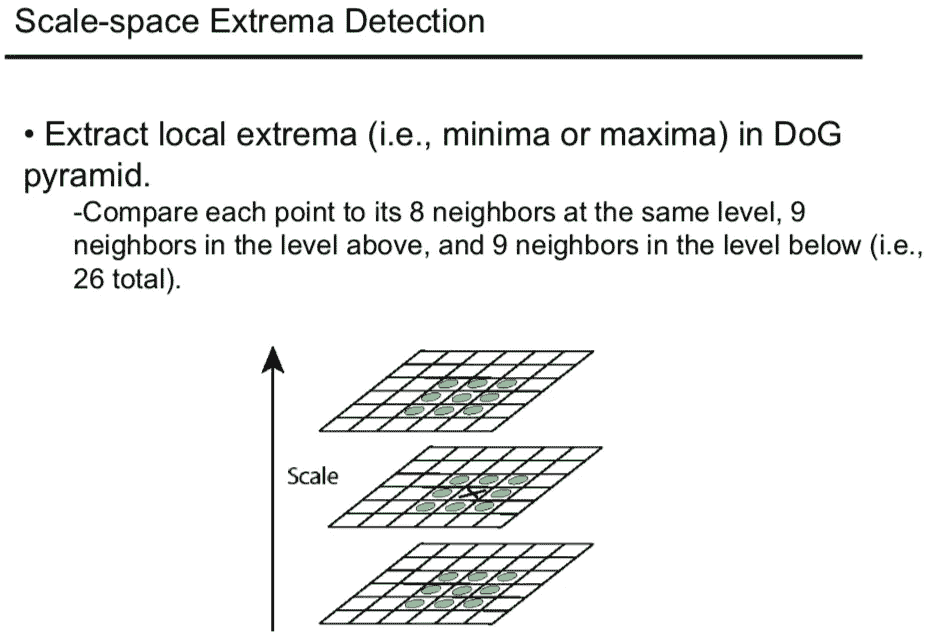 Scale-space Extrema Detection
• Extract local extrema (i.e., minima or maxima) in DoG
pyramid.
-Compare each point to its 8 neighbors at the same level, 9
neighbors in the level above, and 9 neighbors in the level below (i.e.,
26 total).
Scale